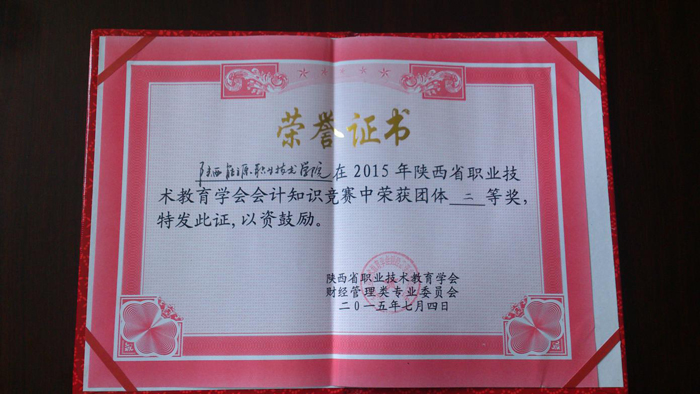 荣誉证书
陕西能源职业技术学院在2015年陕西省职业技
术教育学会会计知识竞赛中荣获团体二等奖,
特发此证,以资鼓励。
陕西省职业技术教育学会
财经管理类专业委员会
二〇一五年七月四日